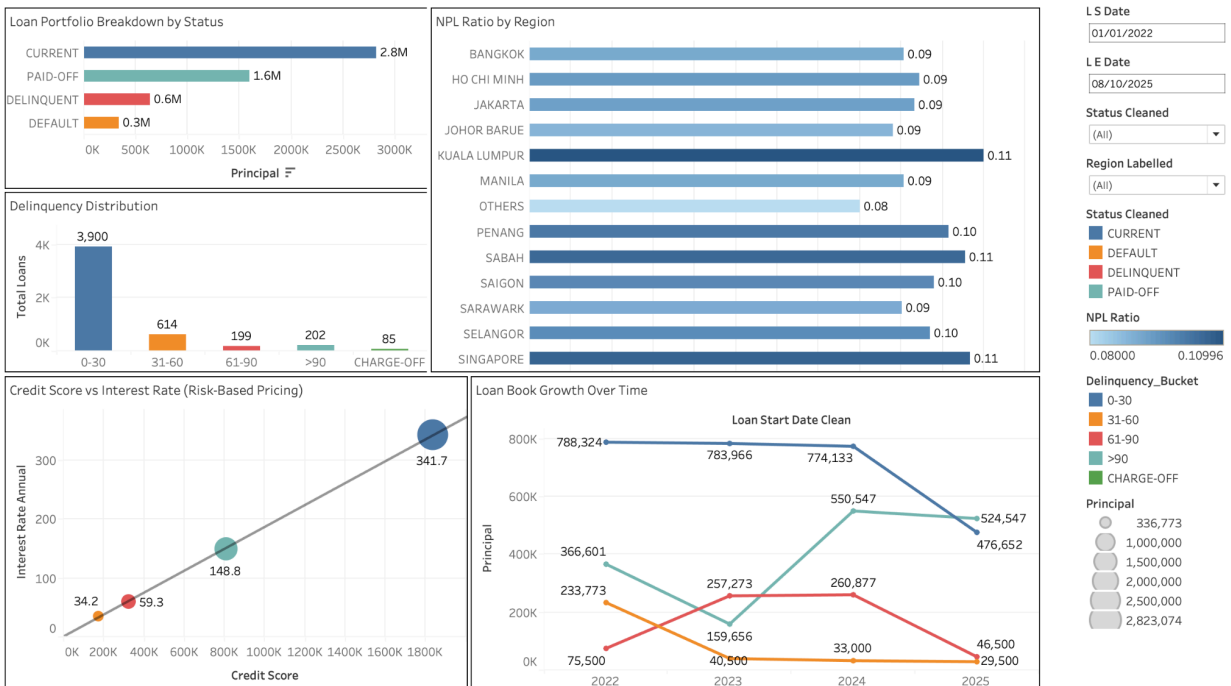 Loan Portfolio Breakdown by Status
CURRENT 2.8M
PAID-OFF 1.6M
DELINQUENT 0.6M
DEFAULT 0.3M
0K 500K 1000K 1500K 2000K 2500K 3000K
Principal
Delinquency Distribution
Total Loans
4K
2K
0K
3,900
614
199
202
85
0-30 31-60 61-90 >90 CHARGE-OFF
NPL Ratio by Region
BANGKOK 0.09
HO CHI MINH 0.09
JAKARTA 0.09
JOHOR BARUE 0.09
KUALA LUMPUR 0.11
MANILA 0.09
OTHERS 0.08
PENANG 0.10
SABAH 0.11
SAIGON 0.10
SARAWARK 0.09
SELANGOR 0.10
SINGAPORE 0.11
Credit Score vs Interest Rate (Risk-Based Pricing)
Interest Rate Annual
300
200
100
0
341.7
148.8
34.2
59.3
0K 200K 400K 600K 800K 1000K 1200K 1400K 1600K 1800K
Credit Score
Loan Book Growth Over Time
Loan Start Date Clean
Principal
800K
600K
400K
200K
0K
788,324
783,966
774,133
476,652
366,601
159,656
550,547
524,547
233,773
40,500
33,000
29,500
75,500
257,273
260,877
46,500
2022 2023 2024 2025
L S Date
01/01/2022
L E Date
08/10/2025
Status Cleaned
(All)
Region Labelled
(All)
Status Cleaned
CURRENT
DEFAULT
DELINQUENT
PAID-OFF
NPL Ratio
0.08000 0.10996
Delinquency_Bucket
0-30
31-60
61-90
>90
CHARGE-OFF
Principal
336,773
1,000,000
1,500,000
2,000,000
2,500,000
2,823,074